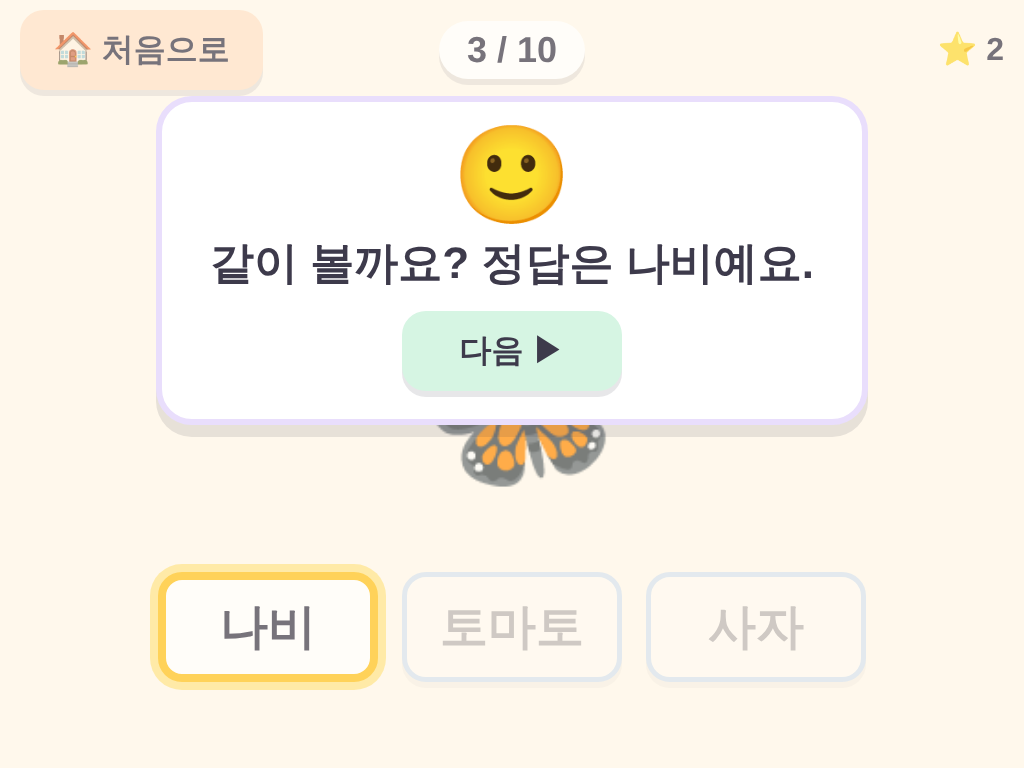 🏠 처음으로
3 / 10
⭐ 2
같이 볼까요? 정답은 나비예요.
다음 ▶
나비
토마토
사자